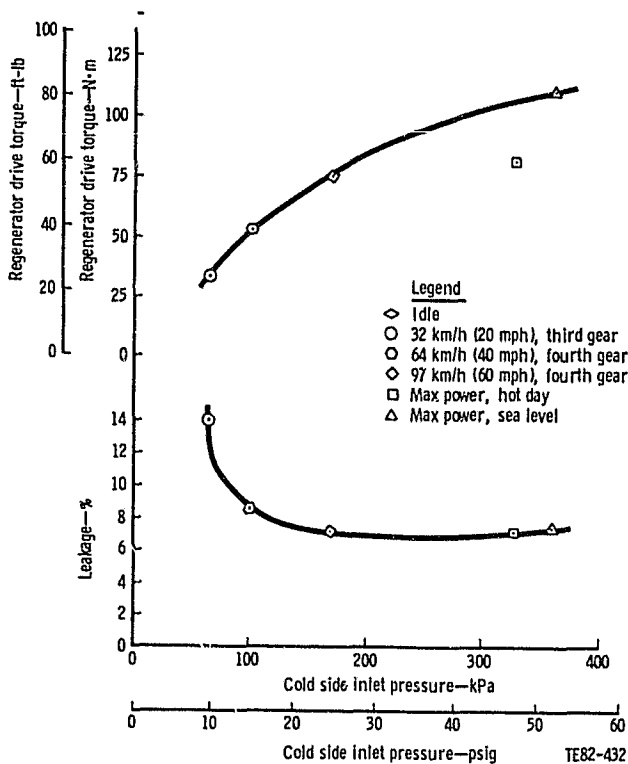 Regenerator drive torque—ft-lb
100
80
60
40
20
0
Regenerator drive torque—N•m
125
100
75
50
25
0
Legend
Idle
32 km/h (20 mph), third gear
64 km/h (40 mph), fourth gear
97 km/h (60 mph), fourth gear
Max power, hot day
Max power, sea level
Leakage—%
14
12
10
8
6
4
2
0
0 100 200 300 400
Cold side inlet pressure—kPa
0 10 20 30 40 50 60
Cold side inlet pressure—psig
TE82-432